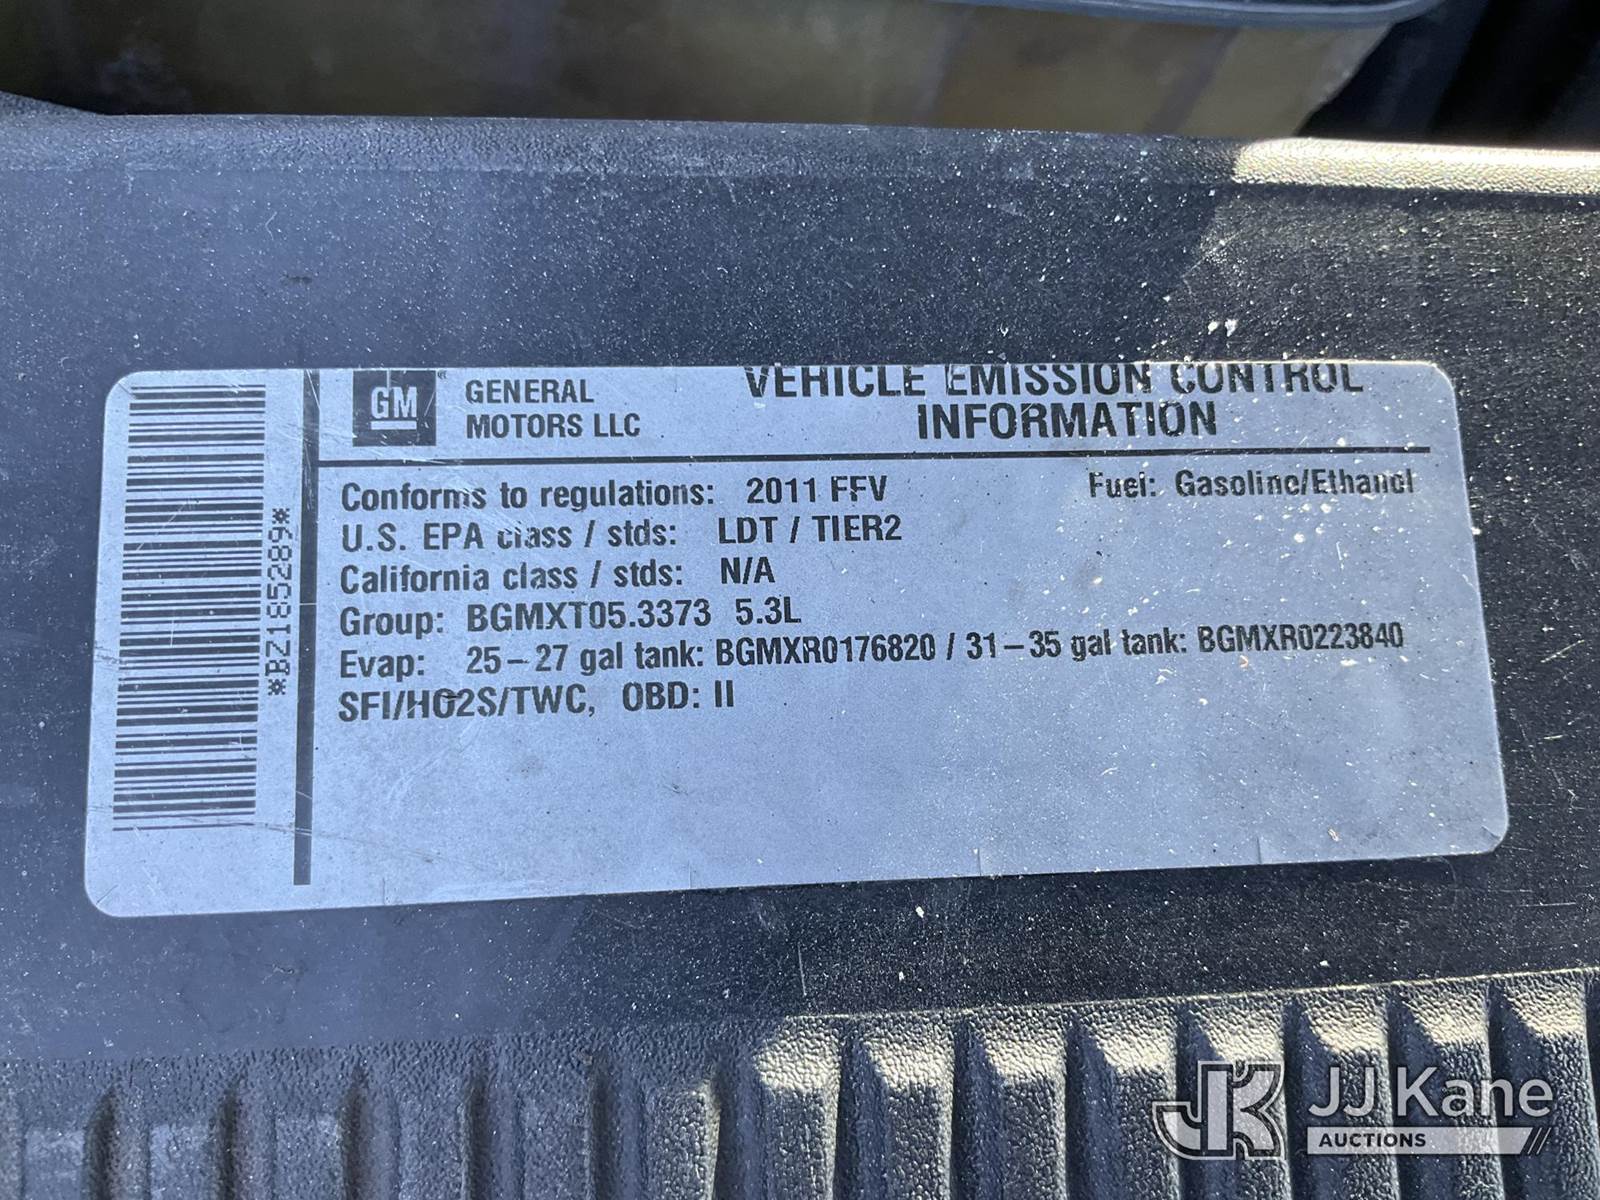 GM
GENERAL
MOTORS LLC
VEHICLE EMISSION CONTROL
INFORMATION
Conforms to regulations: 2011 FFV
Fuel: Gasoline/Ethanol
U.S. EPA class / stds: LDT / TIER2
California class / stds: N/A
Group: BGMXT05.3373 5.3L
Evap: 25-27 gal tank: BGMXR0176820 / 31-35 gal tank: BGMXR0223840
SFI/HO2S/TWC, OBD: II
*BZ185289*
JK
JJ Kane
AUCTIONS